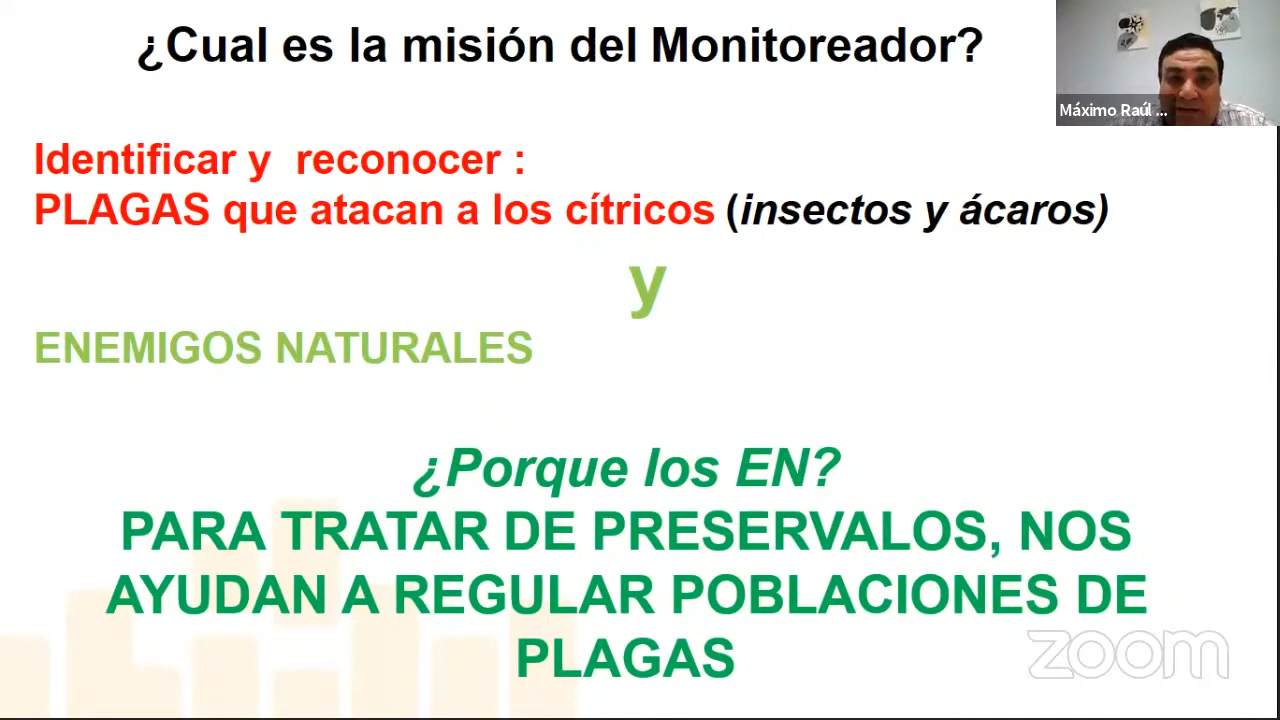 ¿Cual es la misión del Monitoreador?
Máximo Raúl ...
Identificar y reconocer :
PLAGAS que atacan a los cítricos (insectos y ácaros)
y
ENEMIGOS NATURALES
¿Porque los EN?
PARA TRATAR DE PRESERVALOS, NOS
AYUDAN A REGULAR POBLACIONES DE
PLAGAS
zoom